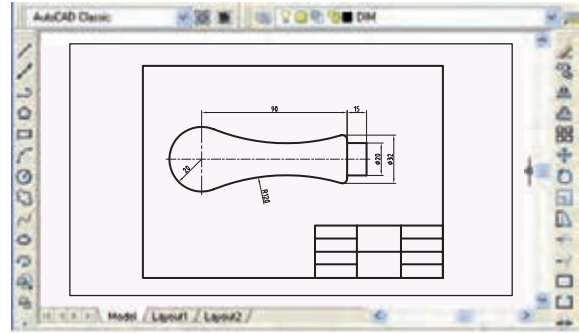 AutoCAD Classic DIM
90 15
20 R120 ø20 ø32
Model / Layout1 / Layout2 /